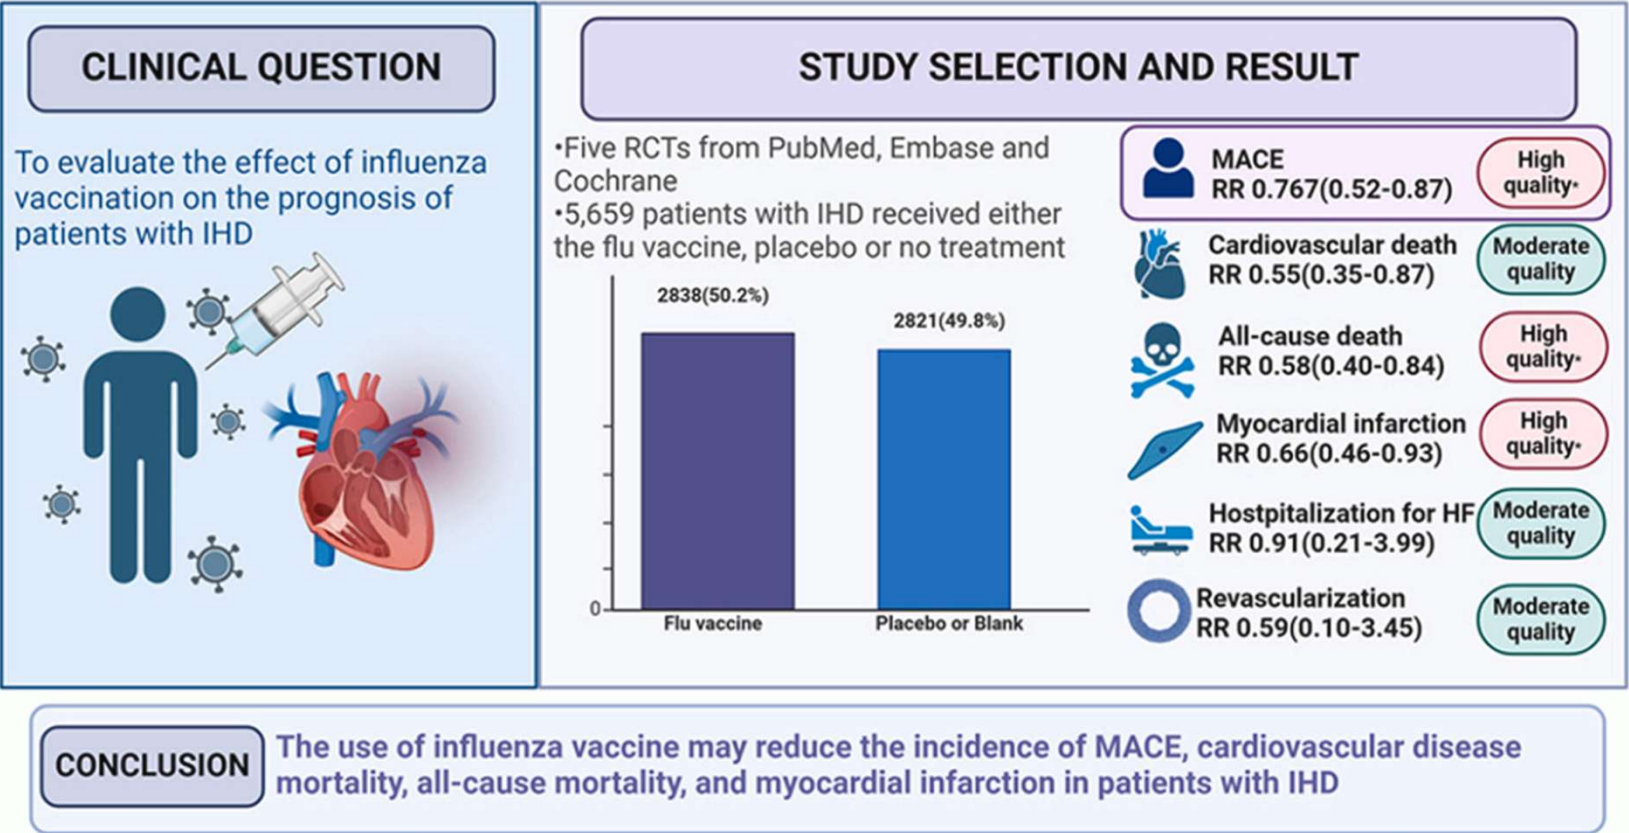 CLINICAL QUESTION
To evaluate the effect of influenza
vaccination on the prognosis of
patients with IHD
STUDY SELECTION AND RESULT
•Five RCTs from PubMed, Embase and
Cochrane
•5,659 patients with IHD received either
the flu vaccine, placebo or no treatment
2838(50.2%)
2821(49.8%)
0
Flu vaccine
Placebo or Blank
MACE
RR 0.767(0.52-0.87)
High
quality*
Cardiovascular death
RR 0.55(0.35-0.87)
Moderate
quality
All-cause death
RR 0.58(0.40-0.84)
High
quality*
Myocardial infarction
RR 0.66(0.46-0.93)
High
quality*
Hostpitalization for HF
RR 0.91(0.21-3.99)
Moderate
quality
Revascularization
RR 0.59(0.10-3.45)
Moderate
quality
CONCLUSION
The use of influenza vaccine may reduce the incidence of MACE, cardiovascular disease
mortality, all-cause mortality, and myocardial infarction in patients with IHD